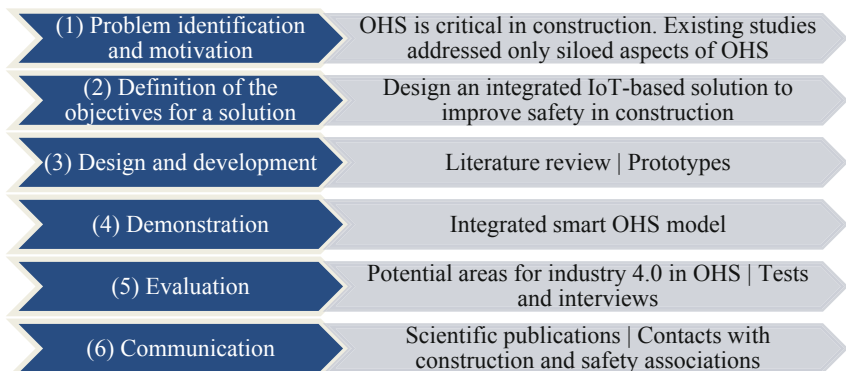 (1) Problem identification
and motivation
OHS is critical in construction. Existing studies
addressed only siloed aspects of OHS
(2) Definition of the
objectives for a solution
Design an integrated IoT-based solution to
improve safety in construction
(3) Design and development
Literature review | Prototypes
(4) Demonstration
Integrated smart OHS model
(5) Evaluation
Potential areas for industry 4.0 in OHS | Tests
and interviews
(6) Communication
Scientific publications | Contacts with
construction and safety associations